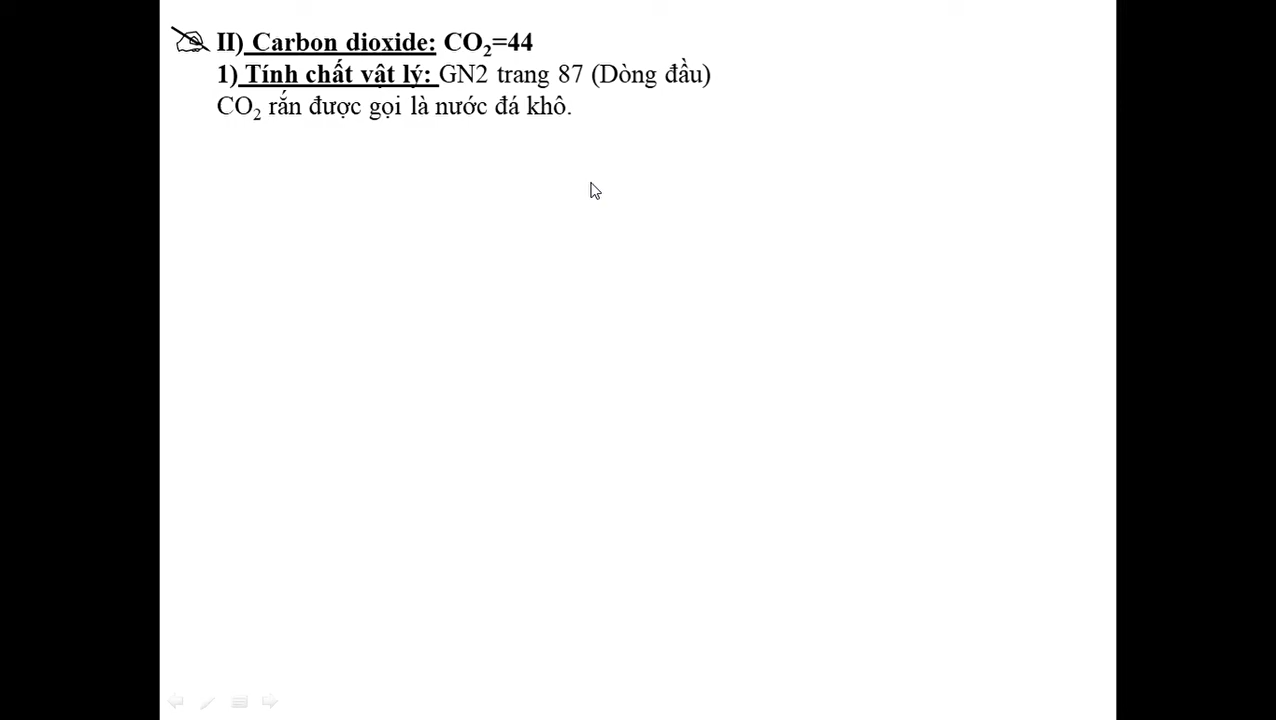 II) Carbon dioxide: CO₂=44
1) Tính chất vật lý: GN2 trang 87 (Dòng đầu)
CO₂ rắn được gọi là nước đá khô.